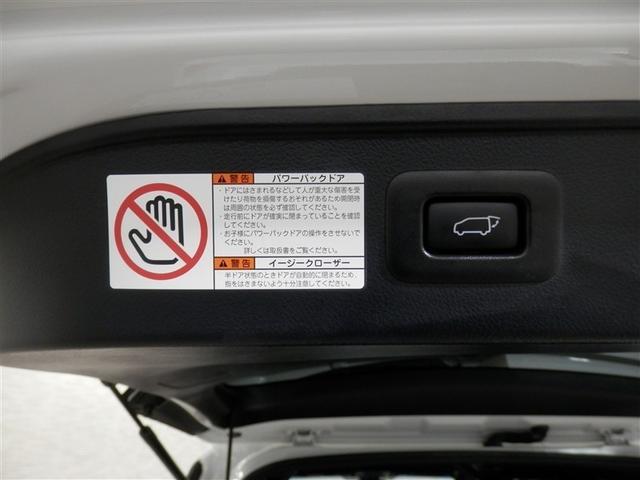 警告 パワーバックドア
・ドアにはさまれるなどして人が重大な傷害を受
けたり荷物を損傷するおそれがあるため開閉時
は周囲の状態を必ず確認してください。
・走行前にドアが確実に閉まっていることを確認
してください。
・お子様にパワーバックドアの操作をさせないで
ください。
詳しくは取扱書をご覧ください。
警告 イージークローザー
半ドア状態のときドアが自動的に閉まるため、
指をはさまないよう十分注意してください。